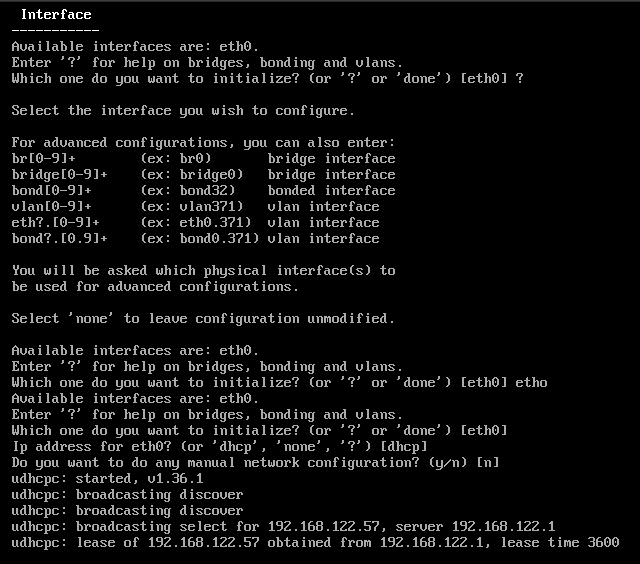 Interface
-----------
Available interfaces are: eth0.
Enter '?' for help on bridges, bonding and vlans.
Which one do you want to initialize? (or '?' or 'done') [eth0] ?
Select the interface you wish to configure.
For advanced configurations, you can also enter:
br[0-9]+        (ex: br0)       bridge interface
bridge[0-9]+    (ex: bridge0)   bridge interface
bond[0-9]+      (ex: bond32)    bonded interface
vlan[0-9]+      (ex: vlan371)   vlan interface
eth?.[0-9]+     (ex: eth0.371)  vlan interface
bond?.[0.9]+    (ex: bond0.371) vlan interface
You will be asked which physical interface(s) to
be used for advanced configurations.
Select 'none' to leave configuration unmodified.
Available interfaces are: eth0.
Enter '?' for help on bridges, bonding and vlans.
Which one do you want to initialize? (or '?' or 'done') [eth0] etho
Available interfaces are: eth0.
Enter '?' for help on bridges, bonding and vlans.
Which one do you want to initialize? (or '?' or 'done') [eth0]
Ip address for eth0? (or 'dhcp', 'none', '?') [dhcp]
Do you want to do any manual network configuration? (y/n) [n]
udhcpc: started, v1.36.1
udhcpc: broadcasting discover
udhcpc: broadcasting discover
udhcpc: broadcasting select for 192.168.122.57, server 192.168.122.1
udhcpc: lease of 192.168.122.57 obtained from 192.168.122.1, lease time 3600